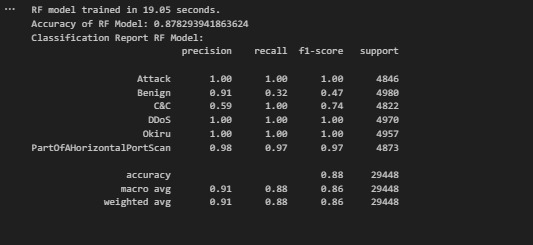 ... RF model trained in 19.05 seconds.
Accuracy of RF Model: 0.878293941863624
Classification Report RF Model:
precision recall f1-score support
Attack 1.00 1.00 1.00 4846
Benign 0.91 0.32 0.47 4980
C&C 0.59 1.00 0.74 4822
DDoS 1.00 1.00 1.00 4970
Okiru 1.00 1.00 1.00 4957
PartOfAHorizontalPortScan 0.98 0.97 0.97 4873
accuracy 0.88 29448
macro avg 0.91 0.88 0.86 29448
weighted avg 0.91 0.88 0.86 29448